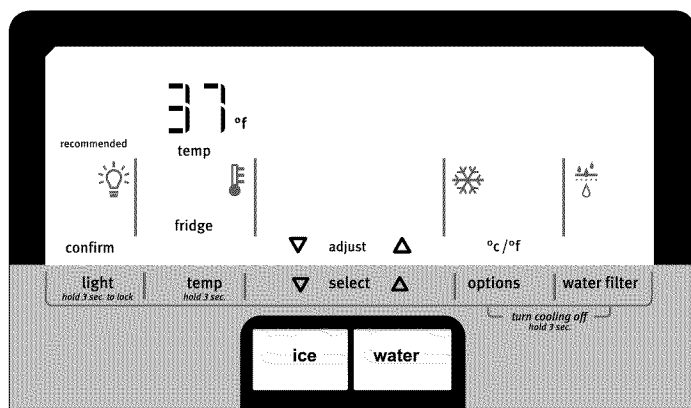 37 °f
recommended
temp
fridge
confirm
adjust
°c/°f
light
hold 3 sec. to lock
temp
hold 3 sec.
select
options
water filter
turn cooling off
hold 3 sec.
ice
water